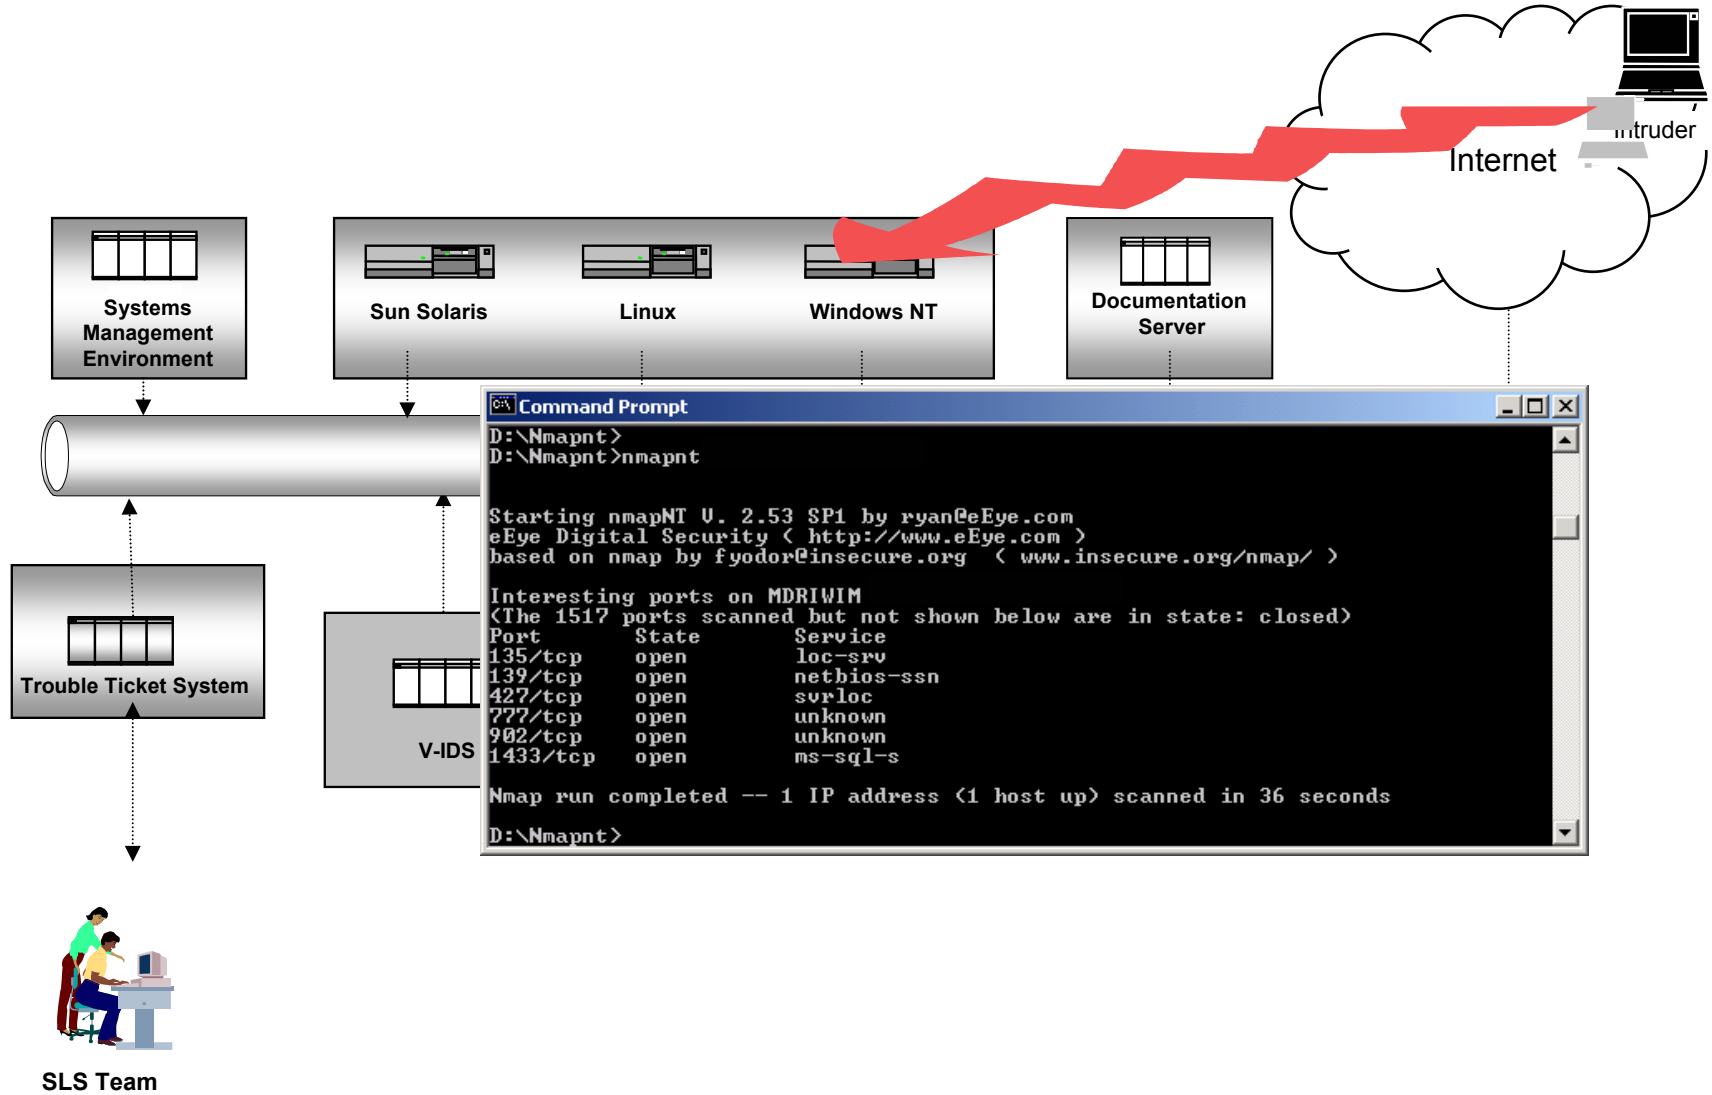 Intruder
Internet
Systems
Management
Environment
Sun Solaris
Linux
Windows NT
Documentation
Server
Command Prompt
D:\Nmapnt>
D:\Nmapnt>nmapnt
Starting nmapNT V. 2.53 SP1 by ryan@eEye.com
eEye Digital Security ( http://www.eEye.com )
based on nmap by fyodor@insecure.org  ( www.insecure.org/nmap/ )
Interesting ports on MDRIWIM
(The 1517 ports scanned but not shown below are in state: closed)
Port       State       Service
135/tcp    open        loc-srv
139/tcp    open        netbios-ssn
427/tcp    open        svrloc
777/tcp    open        unknown
902/tcp    open        unknown
1433/tcp   open        ms-sql-s
Nmap run completed -- 1 IP address (1 host up) scanned in 36 seconds
D:\Nmapnt>
Trouble Ticket System
V-IDS
SLS Team